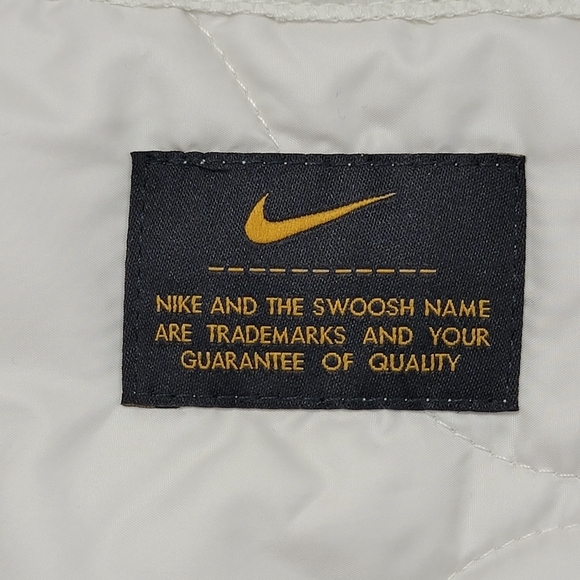 NIKE AND THE SWOOSH NAME
ARE TRADEMARKS AND YOUR
GUARANTEE OF QUALITY